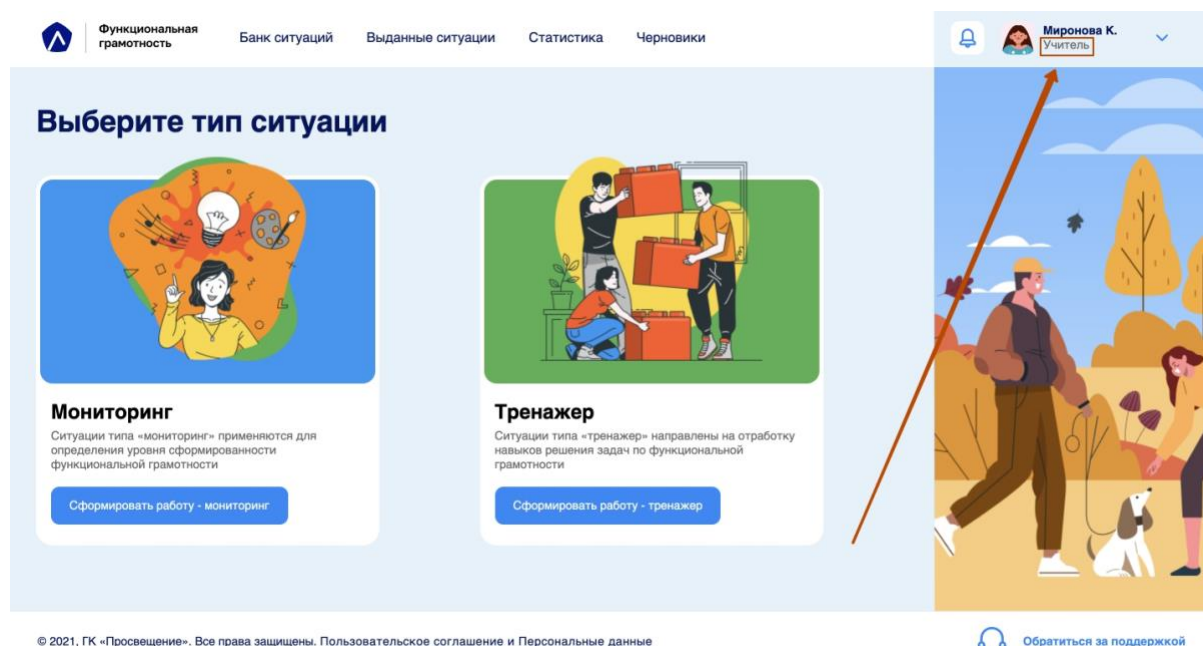 Функциональная
грамотность
Банк ситуаций
Выданные ситуации
Статистика
Черновики
Миронова К.
Учитель
Выберите тип ситуации
Мониторинг
Ситуации типа «мониторинг» применяются для
определения уровня сформированности
функциональной грамотности
Сформировать работу - мониторинг
Тренажер
Ситуации типа «тренажер» направлены на отработку
навыков решения задач по функциональной
грамотности
Сформировать работу - тренажер
© 2021, ГК «Просвещение». Все права защищены. Пользовательское соглашение и Персональные данные
Обратиться за поддержкой